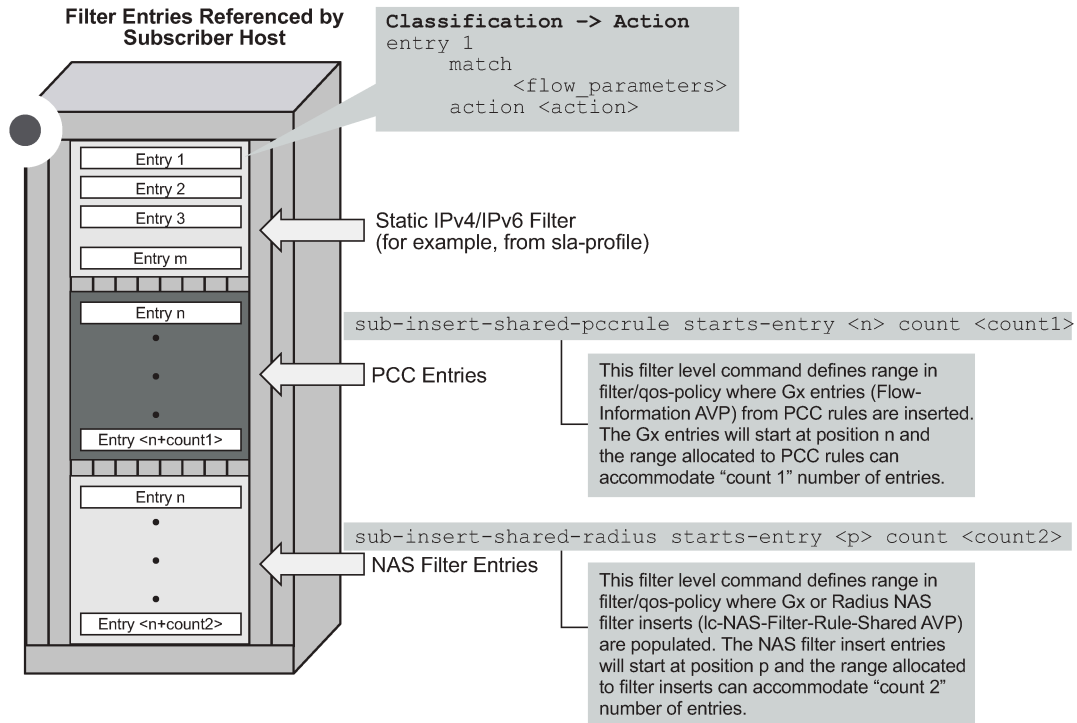 Filter Entries Referenced by
Subscriber Host
Classification –> Action
entry 1
match
<flow_parameters>
action <action>
Entry 1
Entry 2
Entry 3
Entry m
Static IPv4/IPv6 Filter
(for example, from sla-profile)
Entry n
sub-insert-shared-pccrule starts-entry <n> count <count1>
PCC Entries
This filter level command defines range in
filter/qos-policy where Gx entries (Flow-
Information AVP) from PCC rules are inserted.
The Gx entries will start at position n and
the range allocated to PCC rules can
accommodate “count 1” number of entries.
Entry <n+count1>
Entry n
sub-insert-shared-radius starts-entry <p> count <count2>
NAS Filter Entries
This filter level command defines range in
filter/qos-policy where Gx or Radius NAS
filter inserts (lc-NAS-Filter-Rule-Shared AVP)
are populated. The NAS filter insert entries
will start at position p and the range allocated
to filter inserts can accommodate “count 2”
number of entries.
Entry <n+count2>